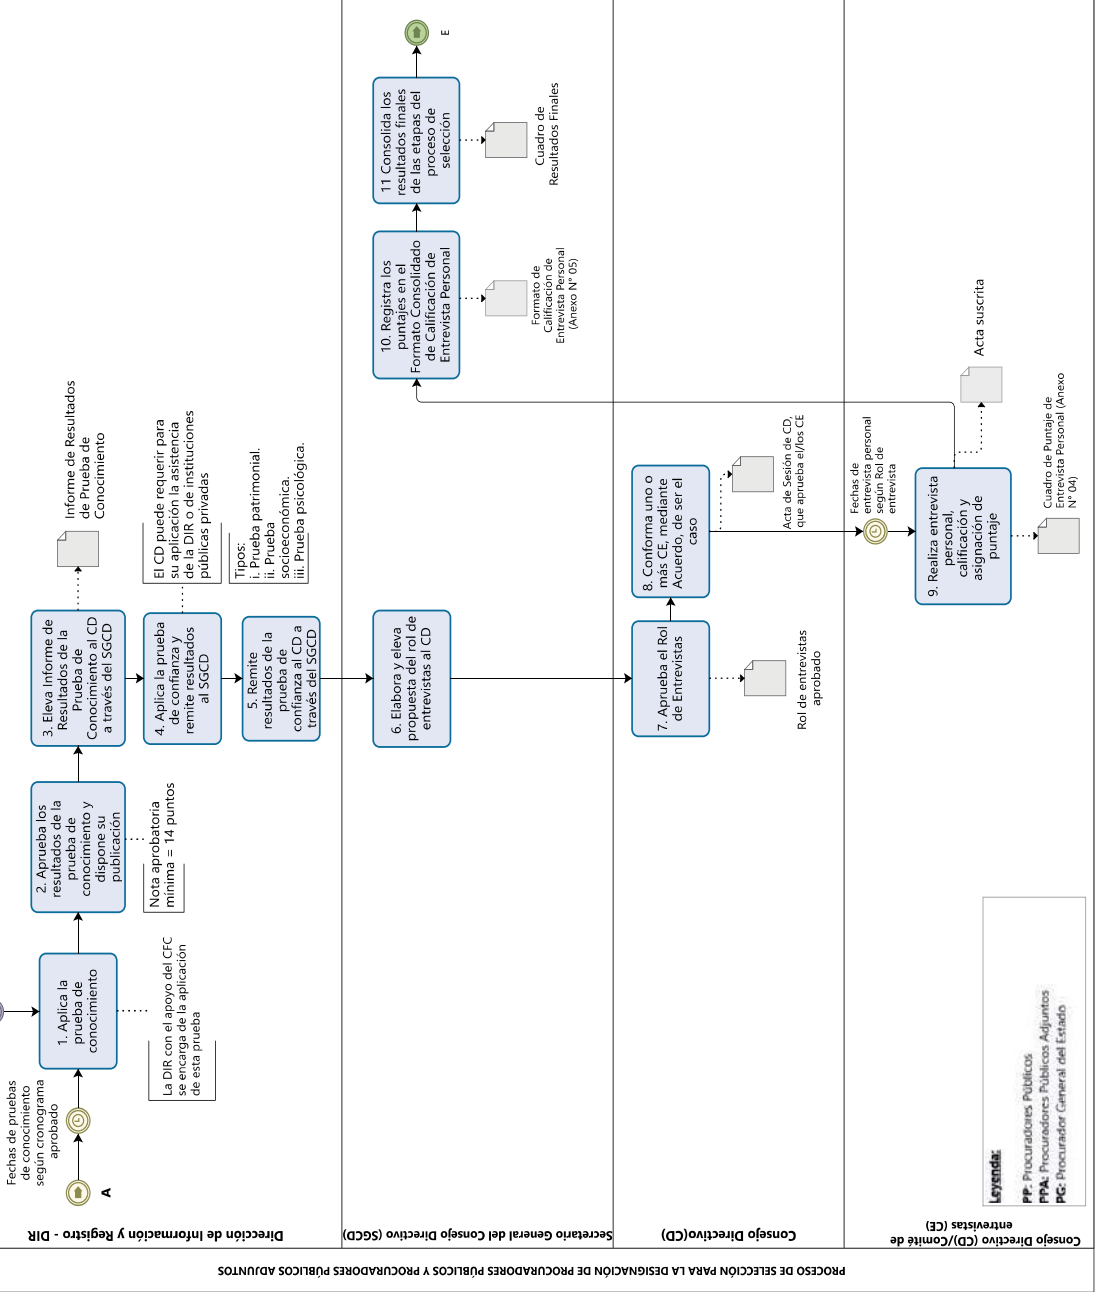 PROCESO DE SELECCIÓN PARA LA DESIGNACIÓN DE PROCURADORES PÚBLICOS Y PROCURADORES PÚBLICOS ADJUNTOS
Dirección de Información y Registro - DIR
A
Fechas de pruebas
de conocimiento
según cronograma
aprobado
1. Aplica la
prueba de
conocimiento
La DIR con el apoyo del CFC
se encarga de la aplicación
de esta prueba
2. Aprueba los
resultados de la
prueba de
conocimiento y
dispone su
publicación
Nota aprobatoria
mínima = 14 puntos
3. Eleva Informe de
Resultados de la
Prueba de
Conocimiento al CD
a través del SGCD
Informe de Resultados
de Prueba de
Conocimiento
4. Aplica la prueba
de confianza y
remite resultados
al SGCD
El CD puede requerir para
su aplicación la asistencia
de la DIR o de instituciones
públicas privadas
Tipos:
i. Prueba patrimonial.
ii. Prueba
socioeconómica.
iii. Prueba psicológica.
5. Remite
resultados de la
prueba de
confianza al CD a
través del SGCD
Secretario General del Consejo Directivo (SGCD)
6. Elabora y eleva
propuesta del rol de
entrevistas al CD
10. Registra los
puntajes en el
Formato Consolidado
de Calificación de
Entrevista Personal
Formato de
Calificación de
Entrevista Personal
(Anexo N° 05)
11 Consolida los
resultados finales
de las etapas del
proceso de
selección
Cuadro de
Resultados Finales
E
Consejo Directivo(CD)
7. Aprueba el Rol
de Entrevistas
Rol de entrevistas
aprobado
8. Conforma uno o
más CE, mediante
Acuerdo, de ser el
caso
Acta de Sesión de CD,
que aprueba el/los CE
Consejo Directivo (CD)/Comité de
entrevistas (CE)
Fechas de
entrevista personal
según Rol de
entrevista
9. Realiza entrevista
personal,
calificación y
asignación de
puntaje
Acta suscrita
Cuadro de Puntaje de
Entrevista Personal (Anexo
N° 04)
Leyenda:
PP: Procuradores Públicos
PPA: Procuradores Públicos Adjuntos
PG: Procurador General del Estado